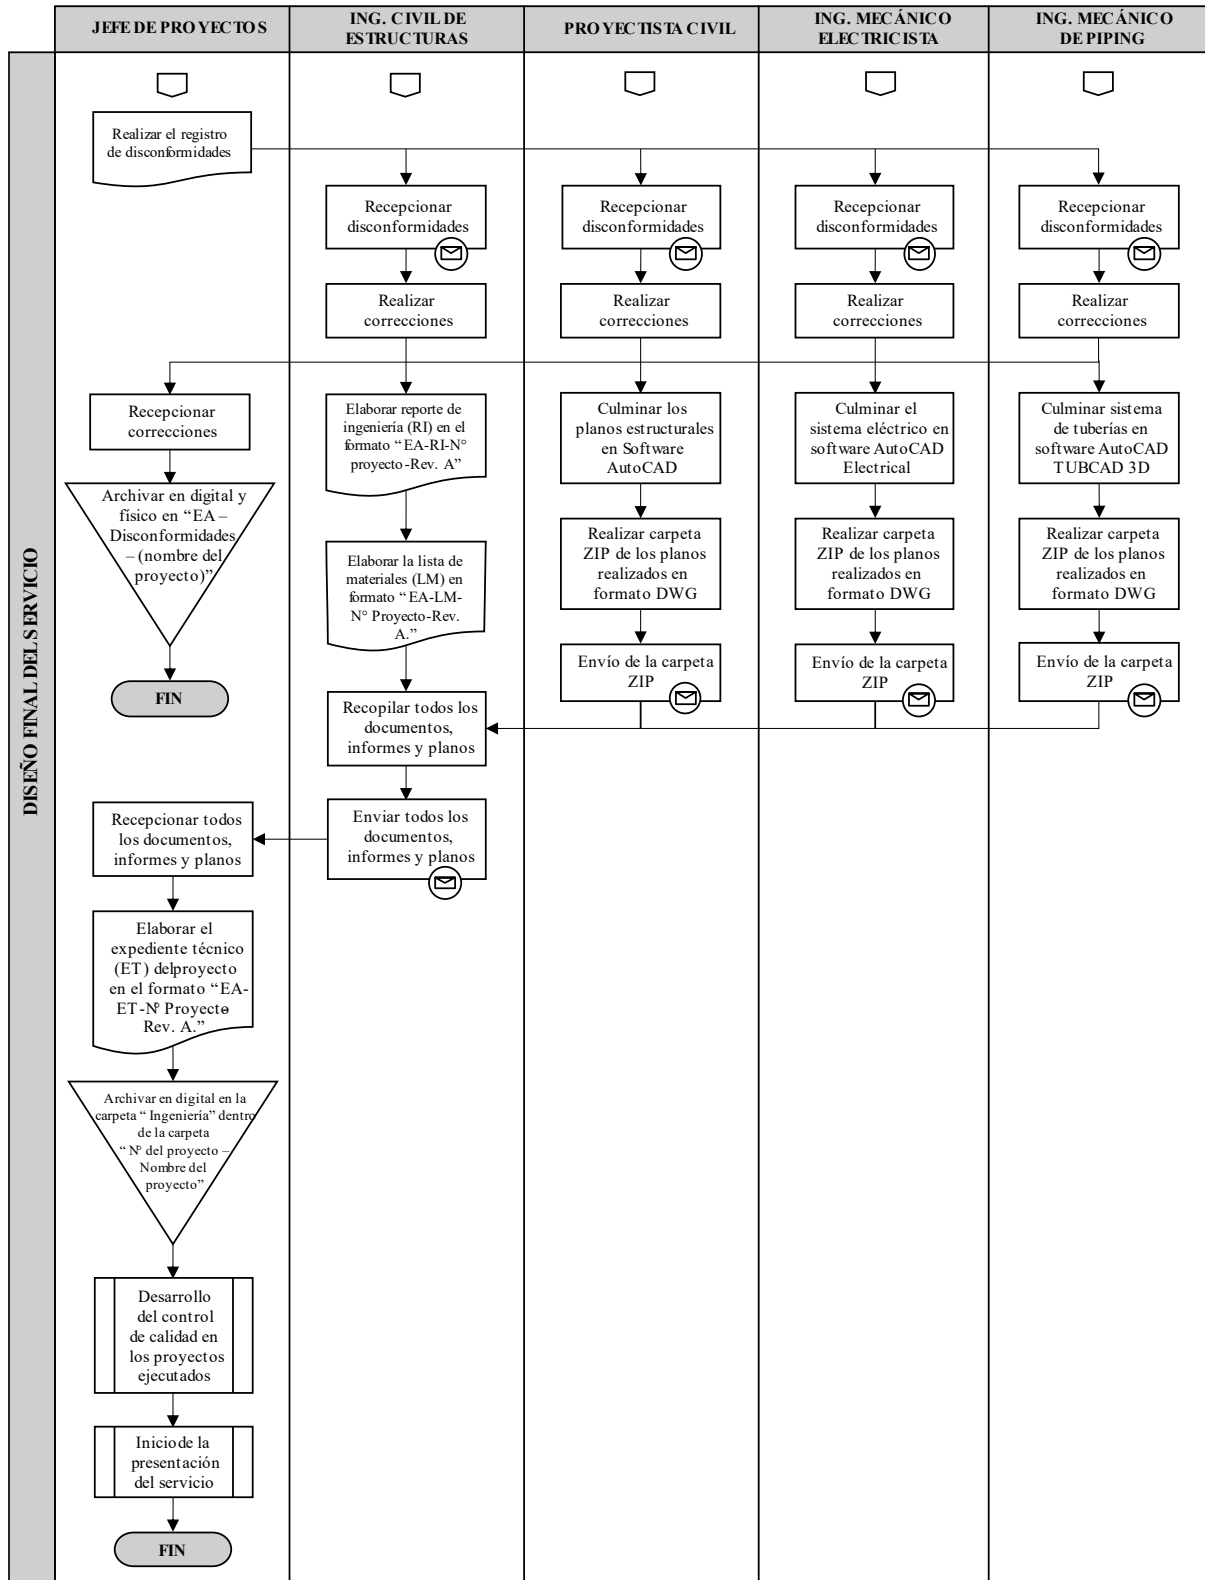 JEFE DE PROYECTOS
ING. CIVIL DE
ESTRUCTURAS
PROYECTISTA CIVIL
ING. MECÁNICO
ELECTRICISTA
ING. MECÁNICO
DE PIPING
DISEÑO FINAL DEL SERVICIO
Realizar el registro
de disconformidades
Recepcionar
disconformidades
Recepcionar
disconformidades
Recepcionar
disconformidades
Recepcionar
disconformidades
Realizar
correcciones
Realizar
correcciones
Realizar
correcciones
Realizar
correcciones
Recepcionar
correcciones
Elaborar reporte de
ingeniería (RI) en el
formato “EA-RI-N°
proyecto-Rev. A”
Culminar los
planos estructurales
en Software
AutoCAD
Culminar el
sistema eléctrico en
software AutoCAD
Electrical
Culminar sistema
de tuberías en
software AutoCAD
TUBCAD 3D
Archivar en digital y
físico en “EA –
Disconformidades
– (nombre del
proyecto)”
Elaborar la lista de
materiales (LM) en
formato “EA-LM-
N° Proyecto-Rev.
A.”
Realizar carpeta
ZIP de los planos
realizados en
formato DWG
Realizar carpeta
ZIP de los planos
realizados en
formato DWG
Realizar carpeta
ZIP de los planos
realizados en
formato DWG
FIN
Envío de la carpeta
ZIP
Envío de la carpeta
ZIP
Envío de la carpeta
ZIP
Recopilar todos los
documentos,
informes y planos
Recepcionar todos
los documentos,
informes y planos
Enviar todos los
documentos,
informes y planos
Elaborar el
expediente técnico
(ET) delproyecto
en el formato “EA-
ET-N° Proyecto-
Rev. A.”
Archivar en digital en la
carpeta “Ingeniería” dentro
de la carpeta
“N° del proyecto –
Nombre del
proyecto”
Desarrollo
del control
de calidad en
los proyectos
ejecutados
Iniciode la
presentación
del servicio
FIN